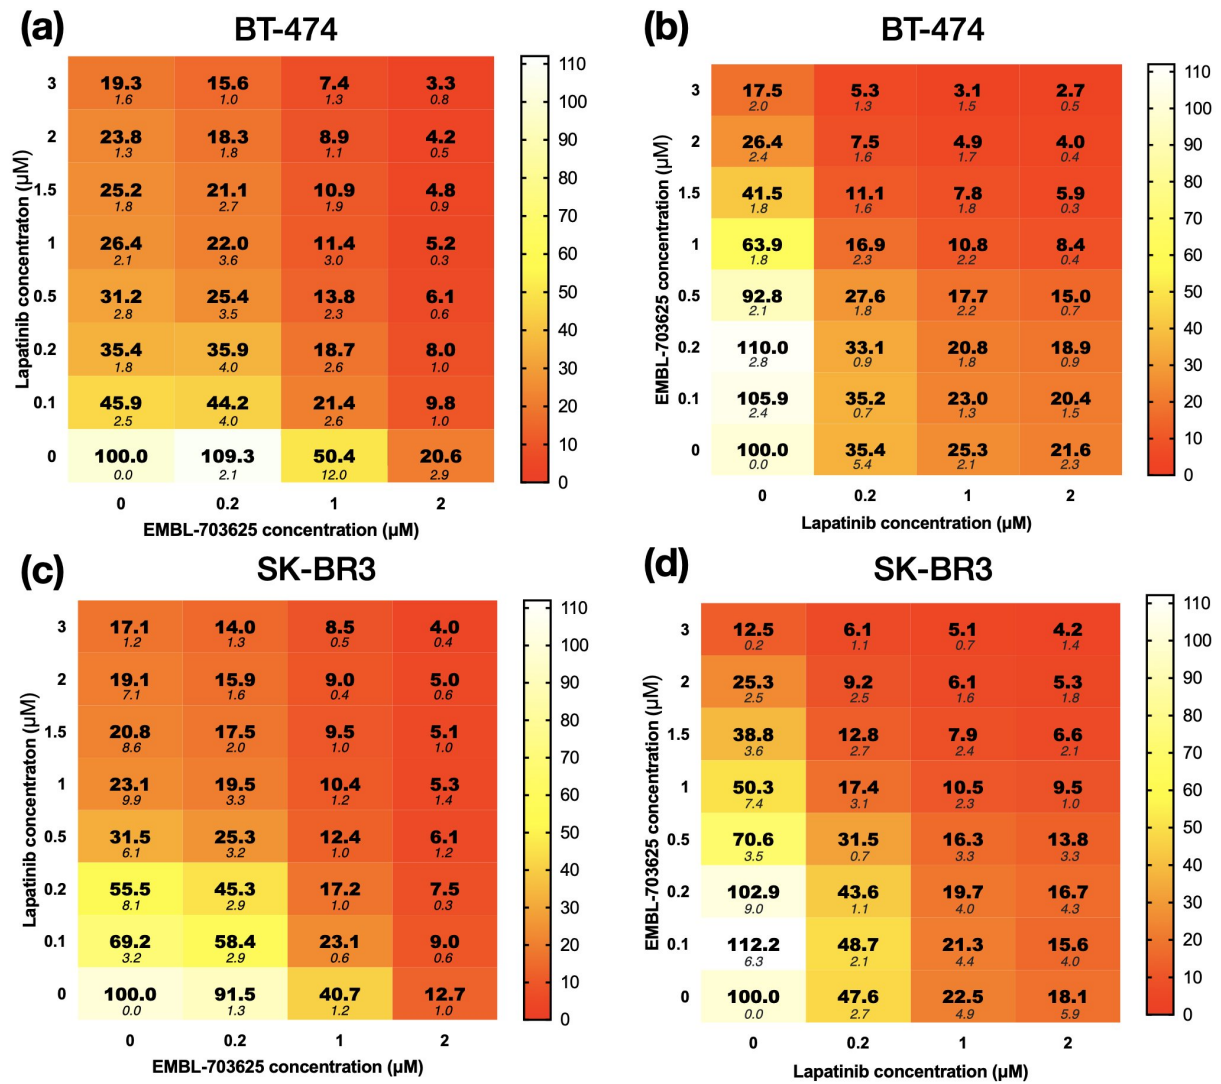 (a)
BT-474
Lapatinib concentraton (µM)
3 19.3 15.6 7.4 3.3
1.6 1.0 1.3 0.8
2 23.8 18.3 8.9 4.2
1.3 1.8 1.1 0.5
1.5 25.2 21.1 10.9 4.8
1.8 2.7 1.9 0.9
1 26.4 22.0 11.4 5.2
2.1 3.6 3.0 0.3
0.5 31.2 25.4 13.8 6.1
2.8 3.5 2.3 0.6
0.2 35.4 35.9 18.7 8.0
1.8 4.0 2.6 1.0
0.1 45.9 44.2 21.4 9.8
2.5 4.0 2.6 1.0
0 100.0 109.3 50.4 20.6
0.0 2.1 12.0 2.9
0 0.2 1 2
EMBL-703625 concentration (µM)
110
100
90
80
70
60
50
40
30
20
10
0
(b)
BT-474
EMBL-703625 concentration (µM)
3 17.5 5.3 3.1 2.7
2.0 1.3 1.5 0.5
2 26.4 7.5 4.9 4.0
2.4 1.6 1.7 0.4
1.5 41.5 11.1 7.8 5.9
1.8 1.6 1.8 0.3
1 63.9 16.9 10.8 8.4
1.8 2.3 2.2 0.4
0.5 92.8 27.6 17.7 15.0
2.1 1.8 2.2 0.7
0.2 110.0 33.1 20.8 18.9
2.8 0.9 1.8 0.9
0.1 105.9 35.2 23.0 20.4
2.4 0.7 1.3 1.5
0 100.0 35.4 25.3 21.6
0.0 5.4 2.1 2.3
0 0.2 1 2
Lapatinib concentration (µM)
110
100
90
80
70
60
50
40
30
20
10
0
(c)
SK-BR3
Lapatinib concentraton (µM)
3 17.1 14.0 8.5 4.0
1.2 1.3 0.5 0.4
2 19.1 15.9 9.0 5.0
7.1 1.6 0.4 0.6
1.5 20.8 17.5 9.5 5.1
8.6 2.0 1.0 1.0
1 23.1 19.5 10.4 5.3
9.9 3.3 1.2 1.4
0.5 31.5 25.3 12.4 6.1
6.1 3.2 1.0 1.2
0.2 55.5 45.3 17.2 7.5
8.1 2.9 1.0 0.3
0.1 69.2 58.4 23.1 9.0
3.2 2.9 0.6 0.6
0 100.0 91.5 40.7 12.7
0.0 1.3 1.2 1.0
0 0.2 1 2
EMBL-703625 concentration (µM)
110
100
90
80
70
60
50
40
30
20
10
0
(d)
SK-BR3
EMBL-703625 concentration (µM)
3 12.5 6.1 5.1 4.2
0.2 1.1 0.7 1.4
2 25.3 9.2 6.1 5.3
2.5 2.5 1.6 1.8
1.5 38.8 12.8 7.9 6.6
3.6 2.7 2.4 2.1
1 50.3 17.4 10.5 9.5
7.4 3.1 2.3 1.0
0.5 70.6 31.5 16.3 13.8
3.5 0.7 3.3 3.3
0.2 102.9 43.6 19.7 16.7
9.0 1.1 4.0 4.3
0.1 112.2 48.7 21.3 15.6
6.3 2.1 4.4 4.0
0 100.0 47.6 22.5 18.1
0.0 2.7 4.9 5.9
0 0.2 1 2
Lapatinib concentration (µM)
110
100
90
80
70
60
50
40
30
20
10
0